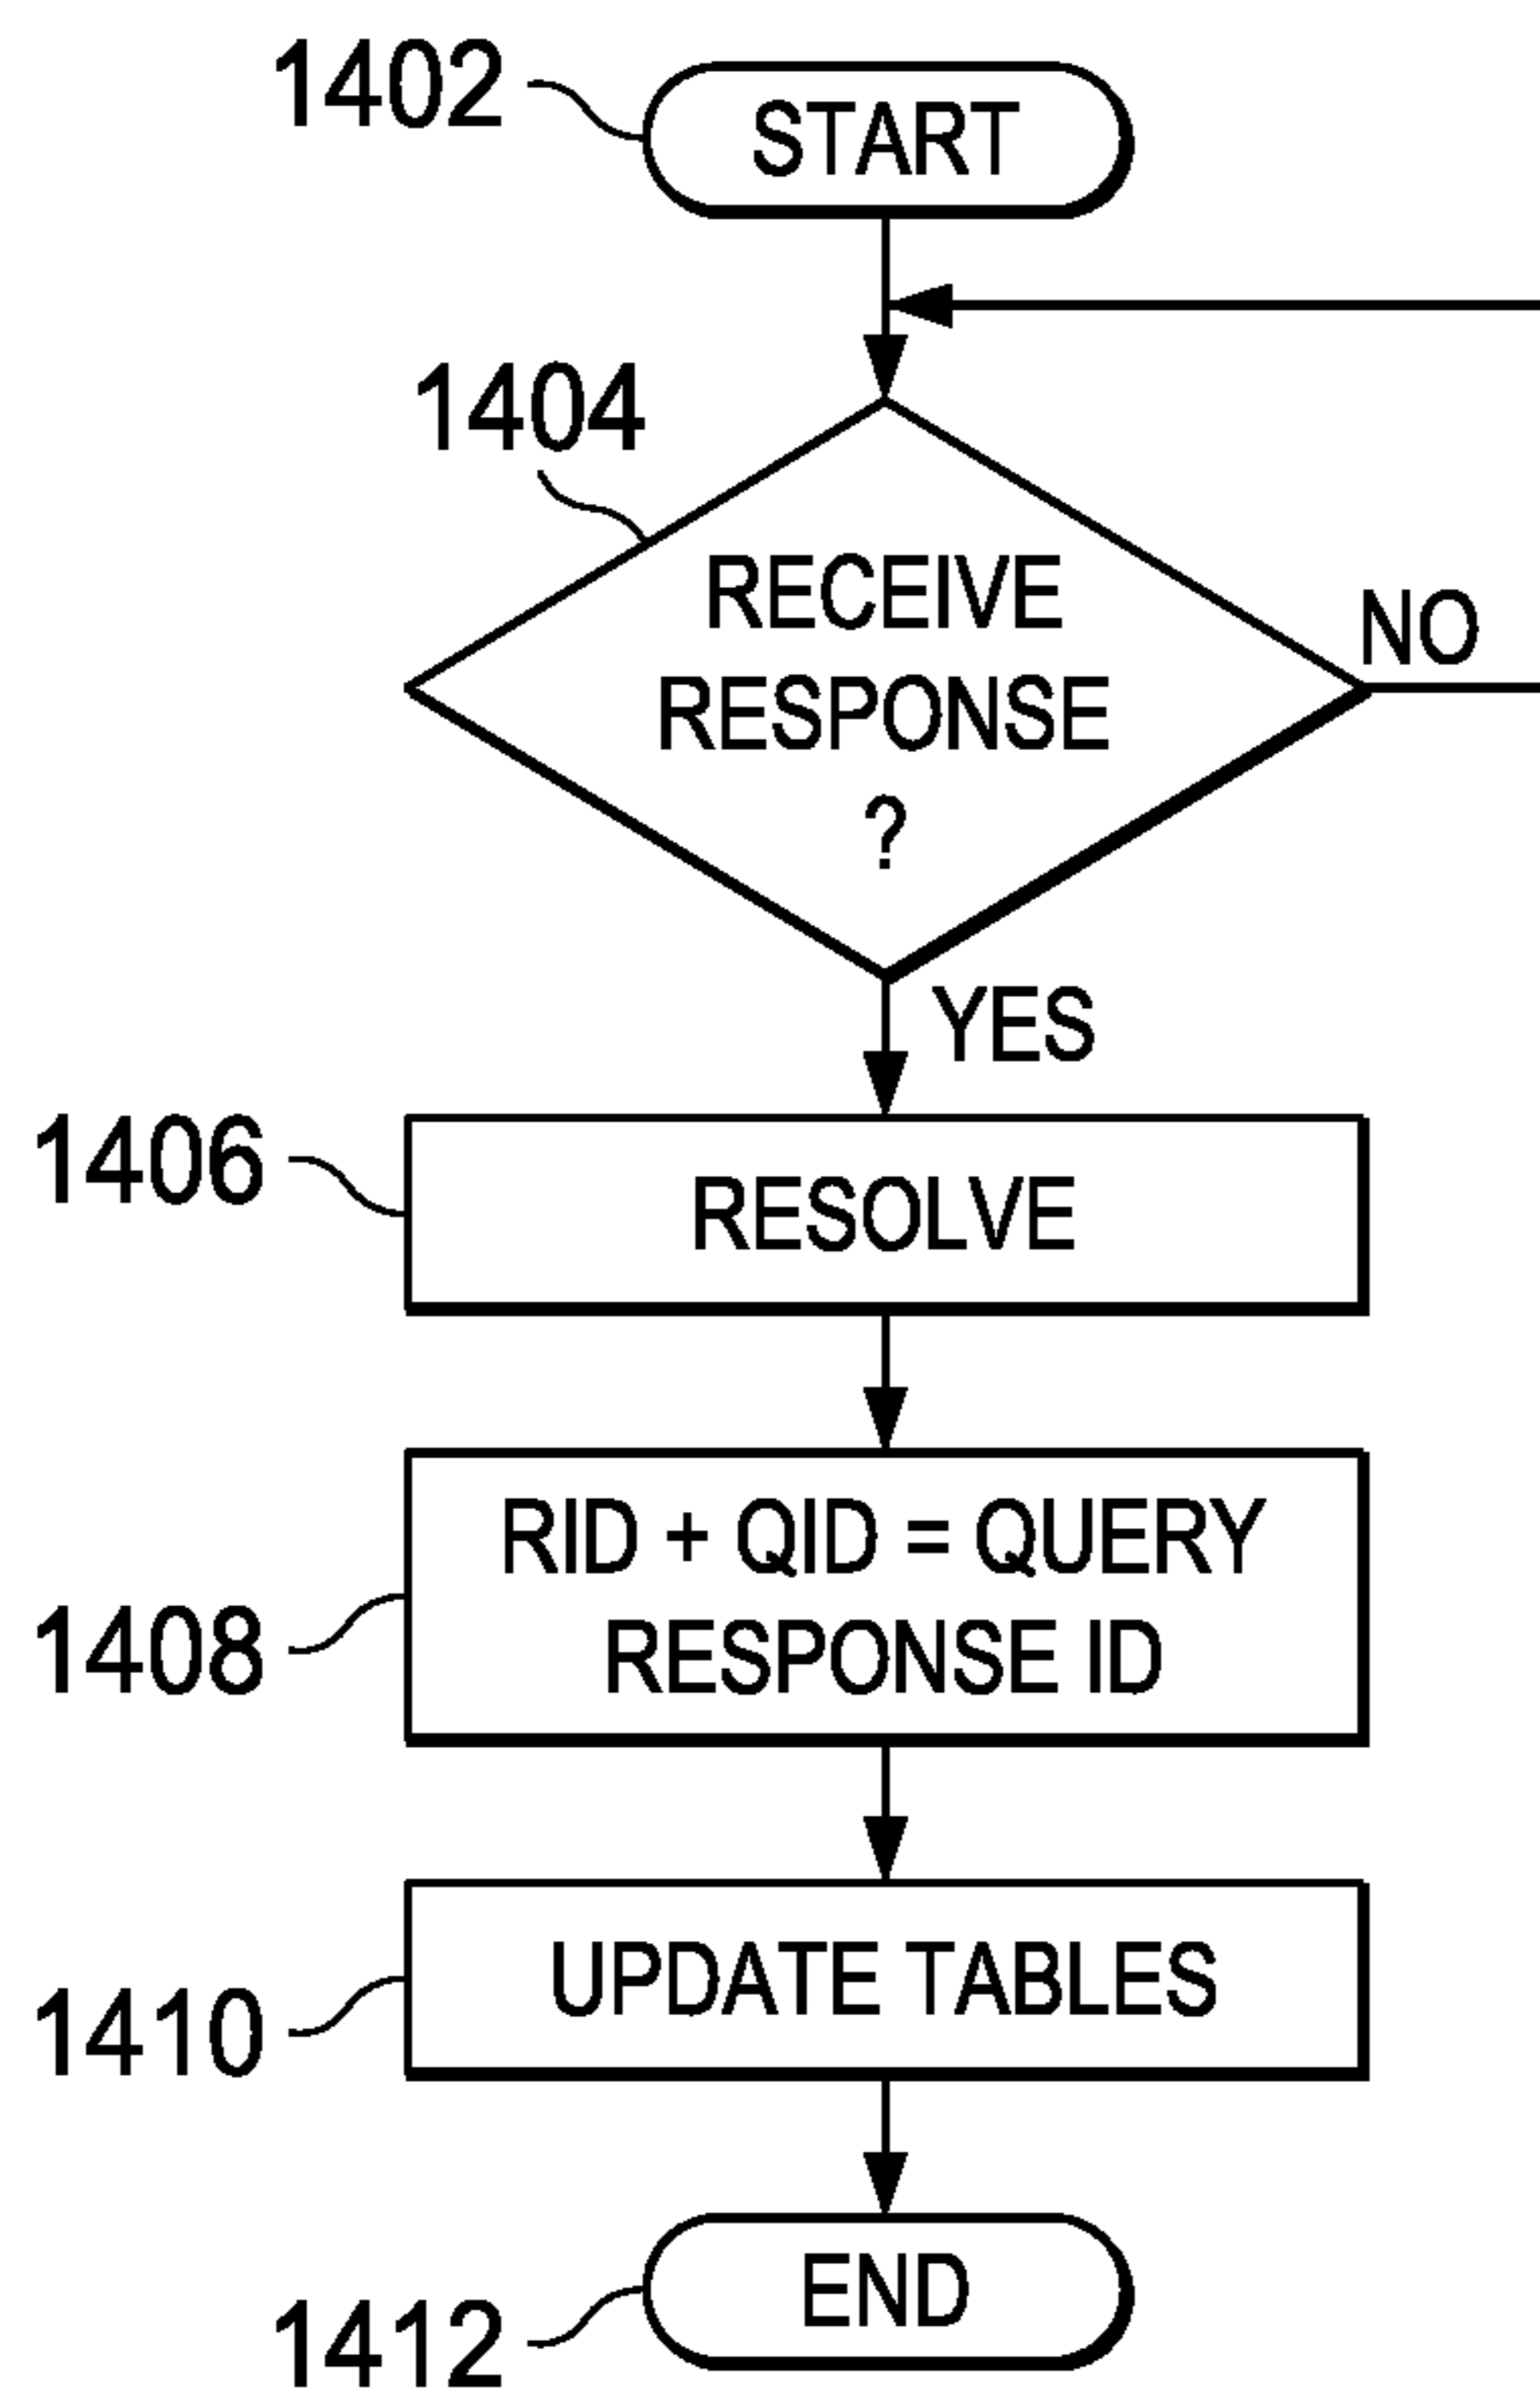 1402
START
1404
RECEIVE
RESPONSE
?
NO
YES
1406
RESOLVE
1408
RID + QID = QUERY
RESPONSE ID
1410
UPDATE TABLES
1412
END